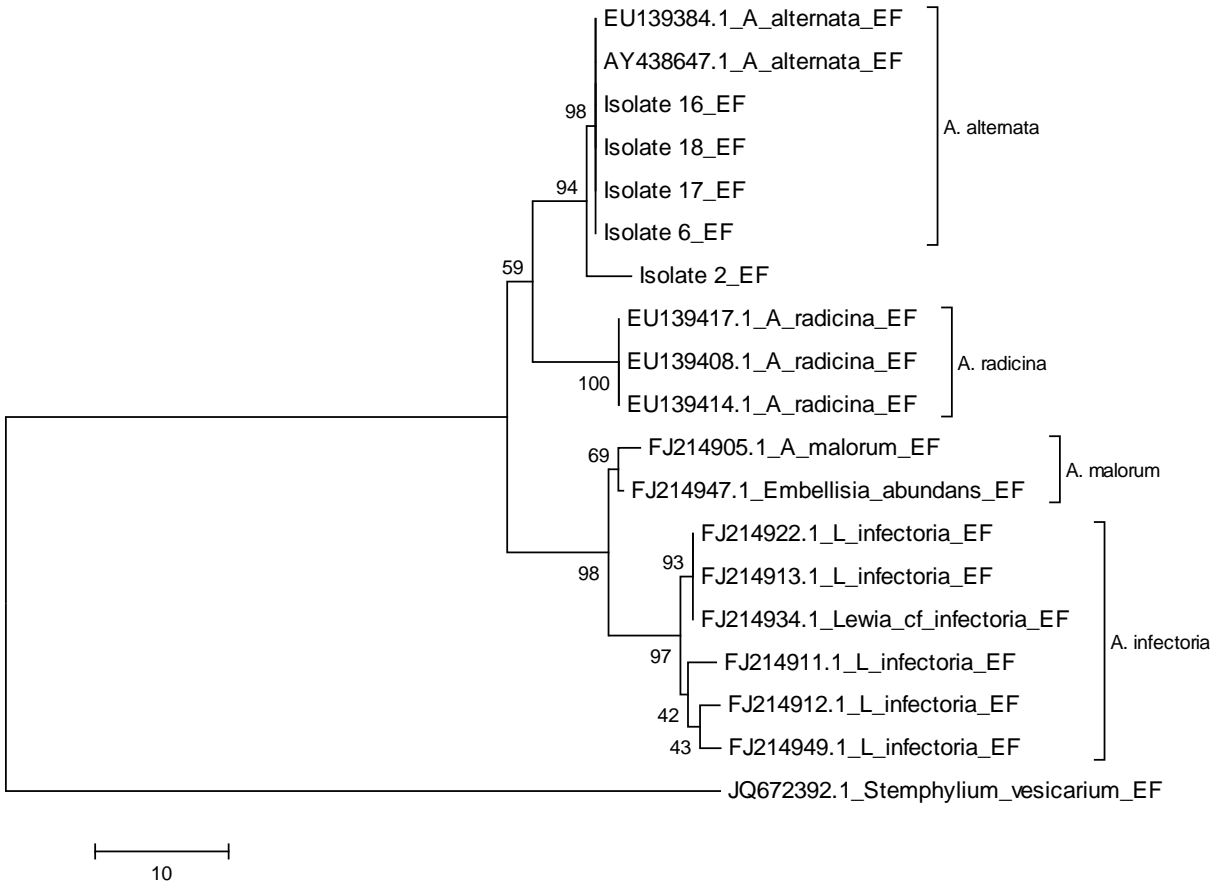 EU139384.1_A_alternata_EF
AY438647.1_A_alternata_EF
Isolate 16_EF
Isolate 18_EF
Isolate 17_EF
Isolate 6_EF
Isolate 2_EF
EU139417.1_A_radicina_EF
EU139408.1_A_radicina_EF
EU139414.1_A_radicina_EF
FJ214905.1_A_malorum_EF
FJ214947.1_Embellisia_abundans_EF
FJ214922.1_L_infectoria_EF
FJ214913.1_L_infectoria_EF
FJ214934.1_Lewia_cf_infectoria_EF
FJ214911.1_L_infectoria_EF
FJ214912.1_L_infectoria_EF
FJ214949.1_L_infectoria_EF
JQ672392.1_Stemphylium_vesicarium_EF
A. alternata
A. radicina
A. malorum
A. infectoria
98
94
59
100
69
98
93
97
42
43
10